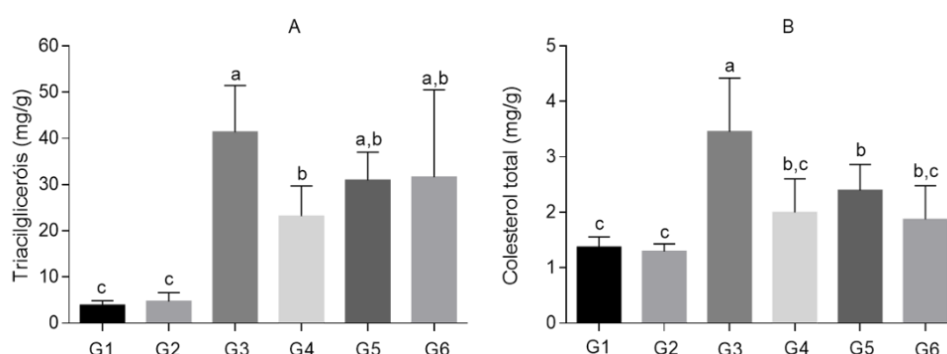 A
Triacilgliceróis (mg/g)
60
50
40
30
20
10
0
c
c
a
b
a,b
a,b
G1
G2
G3
G4
G5
G6
B
Colesterol total (mg/g)
5
4
3
2
1
0
c
c
a
b,c
b
b,c
G1
G2
G3
G4
G5
G6